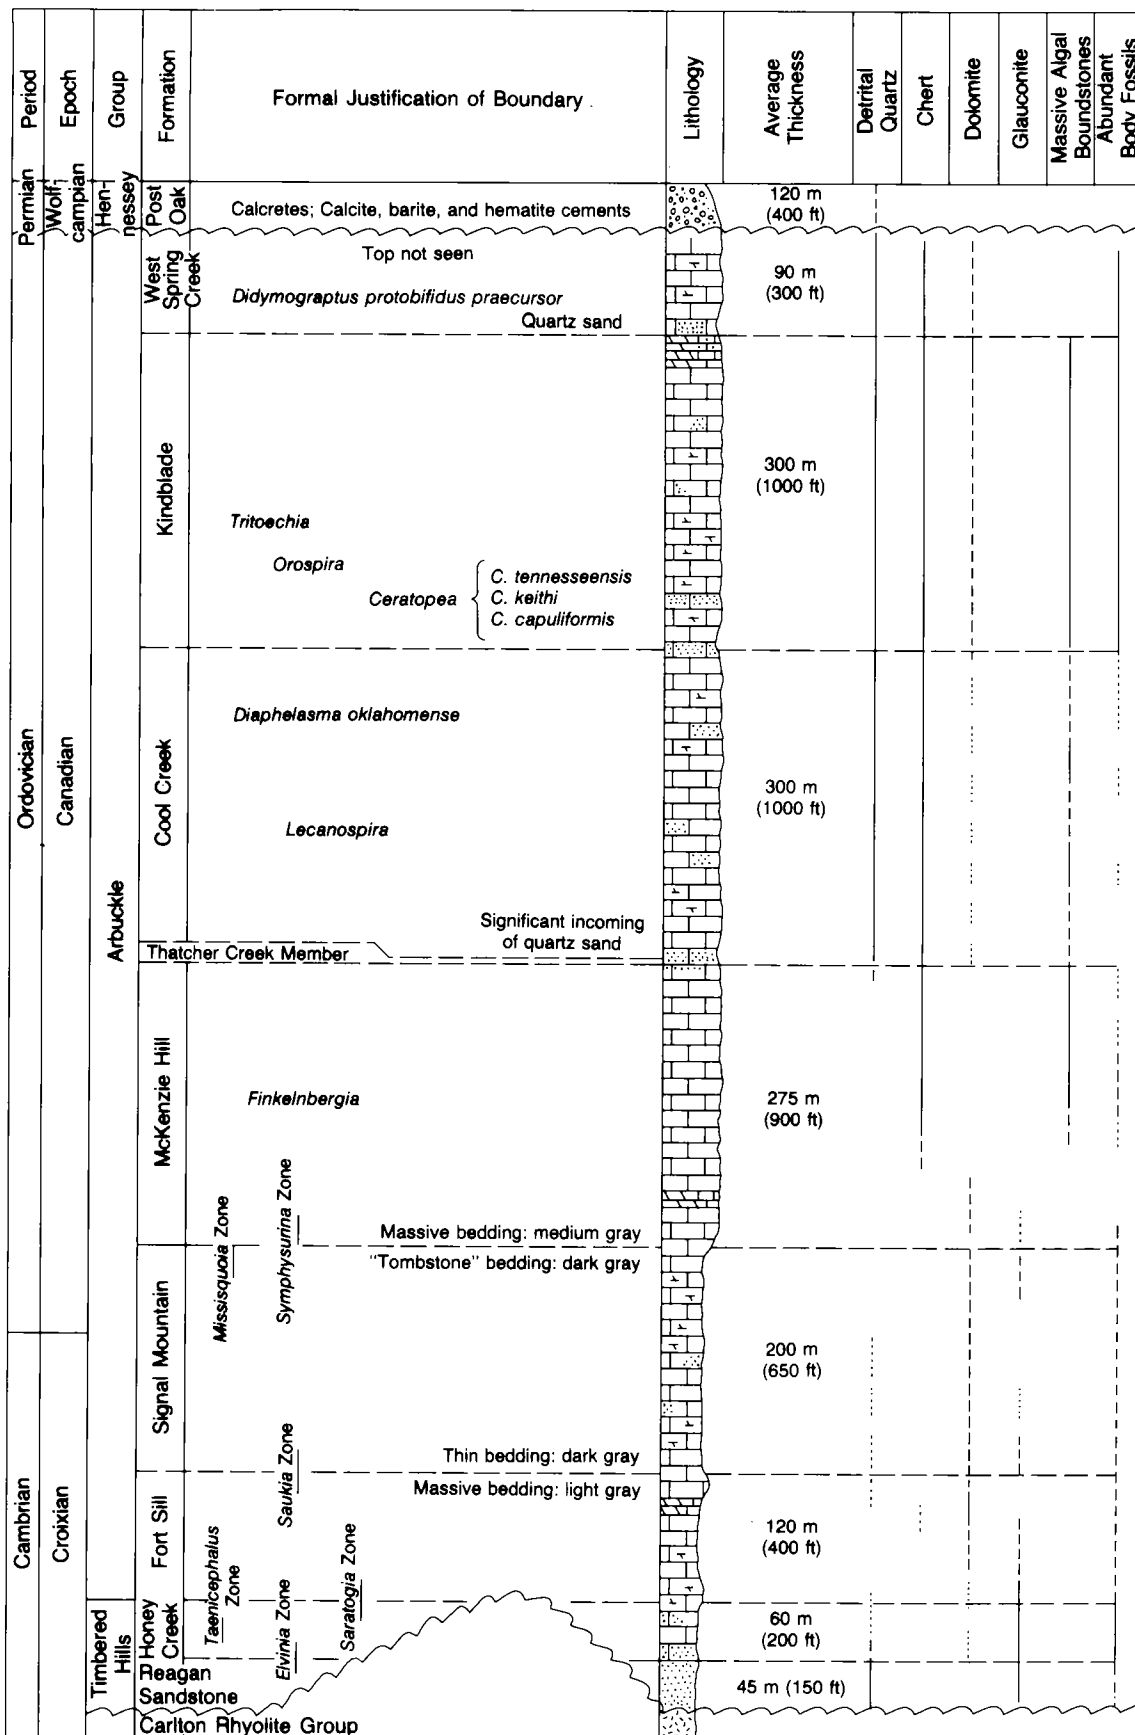 Period
Epoch
Group
Formation
Formal Justification of Boundary
Lithology
Average
Thickness
Detrital
Quartz
Chert
Dolomite
Glauconite
Massive Algal
Boundstones
Abundant
Body Fossils
Permian
Wolf-
campian
Hen-
nessey
Post
Oak
Calcretes; Calcite, barite, and hematite cements
120 m
(400 ft)
West
Spring
Creek
Top not seen
Didymograptus protobifidus praecursor
Quartz sand
90 m
(300 ft)
Ordovician
Canadian
Arbuckle
Kindblade
Tritoechia
Orospira
Ceratopea
C. tennesseensis
C. keithi
C. capuliformis
300 m
(1000 ft)
Cool Creek
Diaphelasma oklahomense
Lecanospira
Significant incoming
of quartz sand
300 m
(1000 ft)
Thatcher Creek Member
McKenzie Hill
Finkelnbergia
275 m
(900 ft)
Missisquoia Zone
Symphysurina Zone
Massive bedding: medium gray
"Tombstone" bedding: dark gray
Signal Mountain
200 m
(650 ft)
Thin bedding: dark gray
Massive bedding: light gray
Saukia Zone
Cambrian
Croixian
Fort Sill
120 m
(400 ft)
Taenicephalus
Zone
Elvinia Zone
Saratogia Zone
Timbered
Hills
Honey
Creek
60 m
(200 ft)
Reagan
Sandstone
45 m (150 ft)
Carlton Rhyolite Group